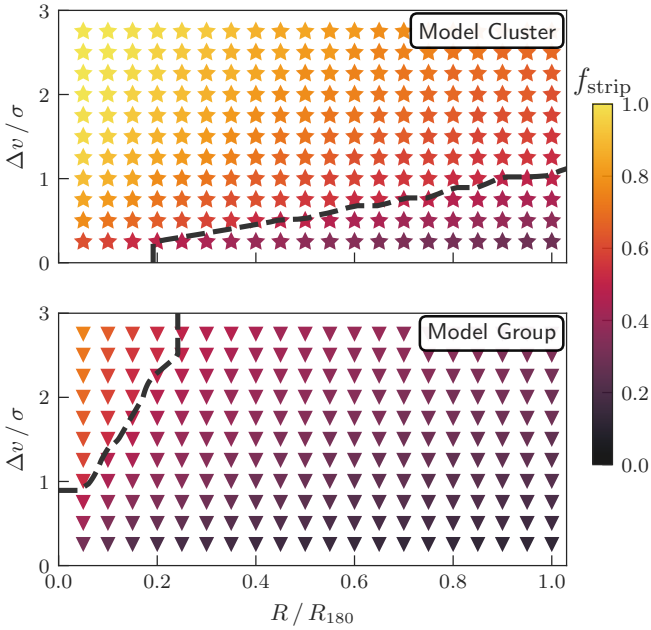 3
Model Cluster
2
Δv / σ
1
0
f_strip
1.0
0.8
0.6
0.4
0.2
0.0
3
Model Group
2
Δv / σ
1
0
0.0 0.2 0.4 0.6 0.8 1.0
R / R_180